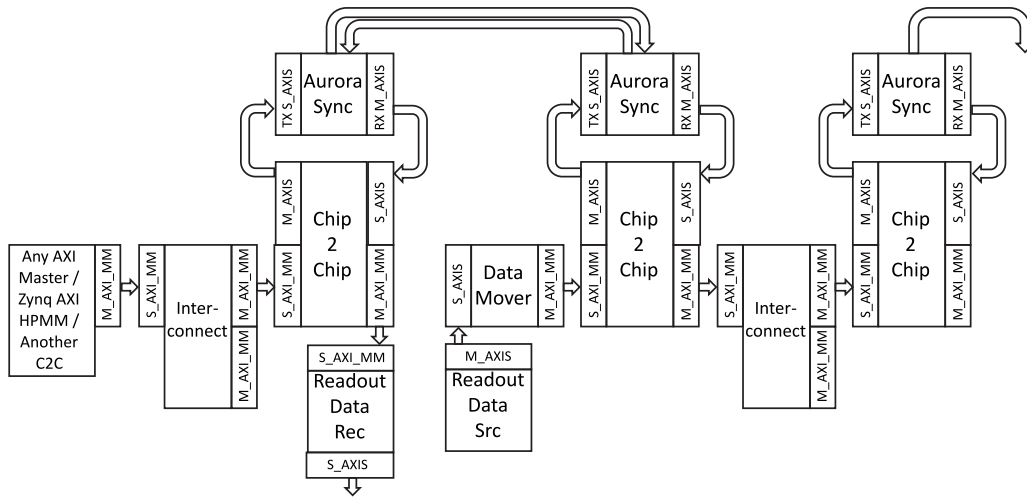 TX S_AXIS
Aurora
Sync
RX M_AXIS
TX S_AXIS
Aurora
Sync
RX M_AXIS
TX S_AXIS
Aurora
Sync
RX M_AXIS
M_AXIS
S_AXIS
Chip
2
Chip
S_AXI_MM
M_AXI_MM
M_AXIS
S_AXIS
Chip
2
Chip
S_AXI_MM
M_AXI_MM
M_AXIS
S_AXIS
Chip
2
Chip
S_AXI_MM
M_AXI_MM
Any AXI
Master /
Zynq AXI
HPMM /
Another
C2C
M_AXI_MM
S_AXI_MM
Inter-
connect
M_AXI_MM
M_AXI_MM
S_AXIS
Data
Mover
M_AXI_MM
S_AXI_MM
Inter-
connect
M_AXI_MM
M_AXI_MM
S_AXI_MM
Readout
Data
Rec
S_AXIS
M_AXIS
Readout
Data
Src